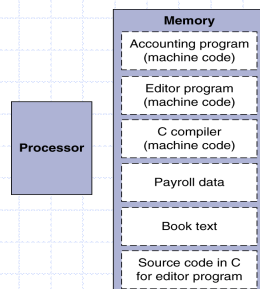 Memory
Accounting program
(machine code)
Editor program
(machine code)
C compiler
(machine code)
Processor
Payroll data
Book text
Source code in C
for editor program